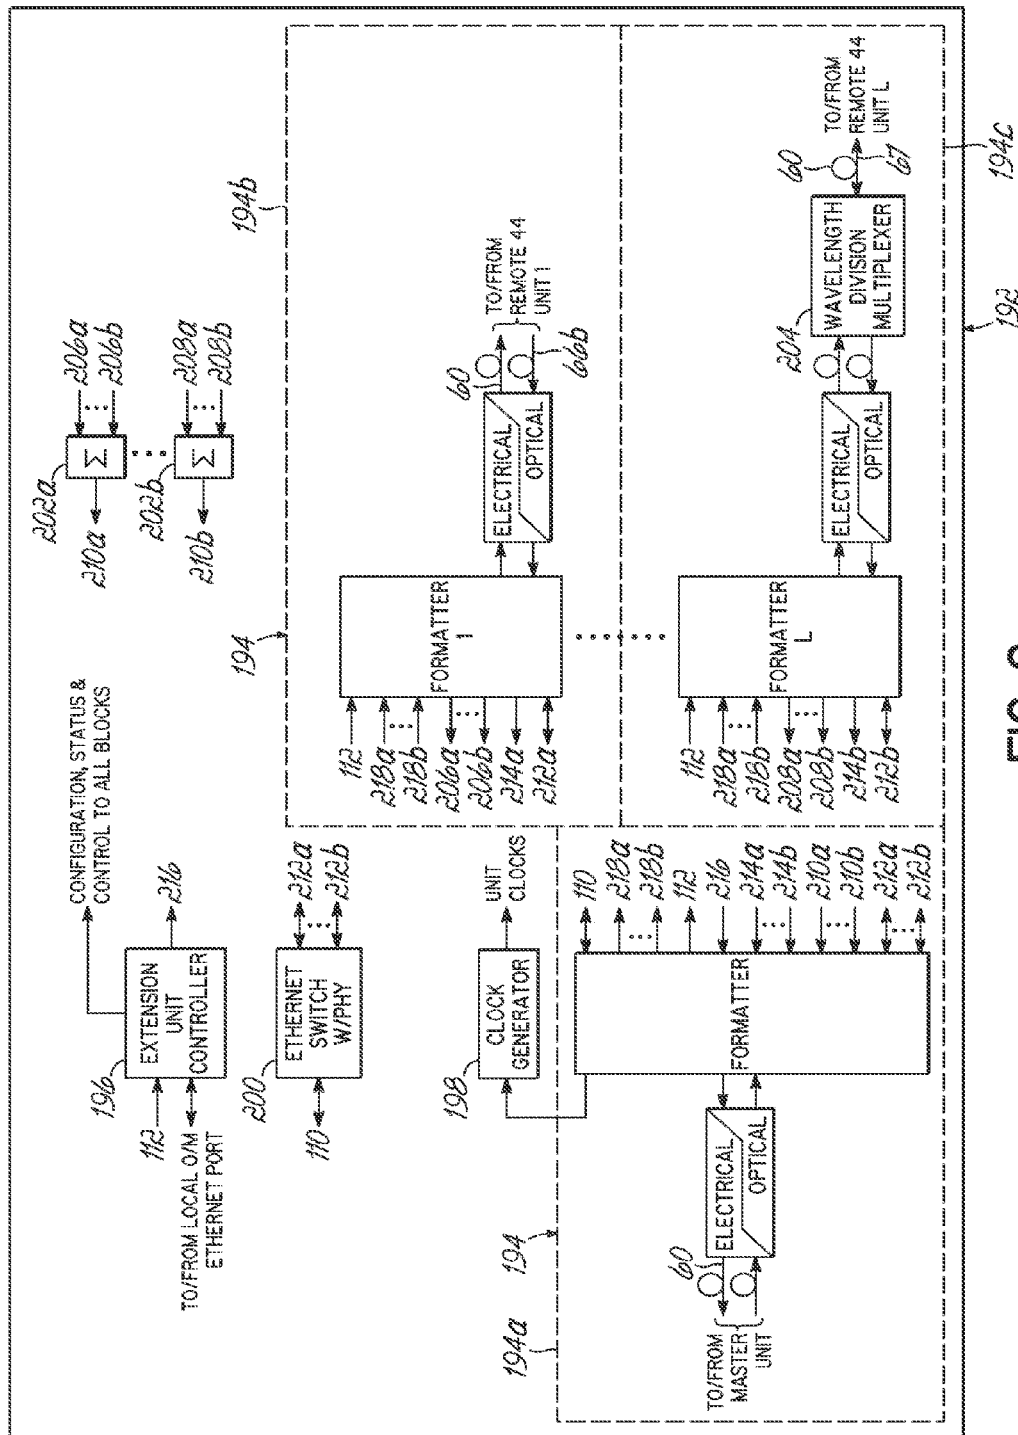 CONFIGURATION, STATUS &
CONTROL TO ALL BLOCKS
196
112
EXTENSION
UNIT
CONTROLLER
216
TO/FROM LOCAL O/M
ETHERNET PORT
202a
Σ
206a
206b
210a
202b
Σ
208a
208b
210b
200
110
ETHERNET
SWITCH
W/PHY
212a
212b
198
CLOCK
GENERATOR
UNIT
CLOCKS
194
194b
112
218a
218b
206a
206b
214a
212a
FORMATTER
1
ELECTRICAL
OPTICAL
60
66b
TO/FROM
REMOTE 44
UNIT 1
194a
194
TO/FROM
MASTER
UNIT
60
ELECTRICAL
OPTICAL
FORMATTER
110
218a
218b
112
216
214a
214b
210a
210b
212a
212b
112
218a
218b
208a
208b
214b
212b
FORMATTER
L
ELECTRICAL
OPTICAL
204
WAVELENGTH
DIVISION
MULTIPLEXER
60
67
TO/FROM
REMOTE 44
UNIT L
194c
192